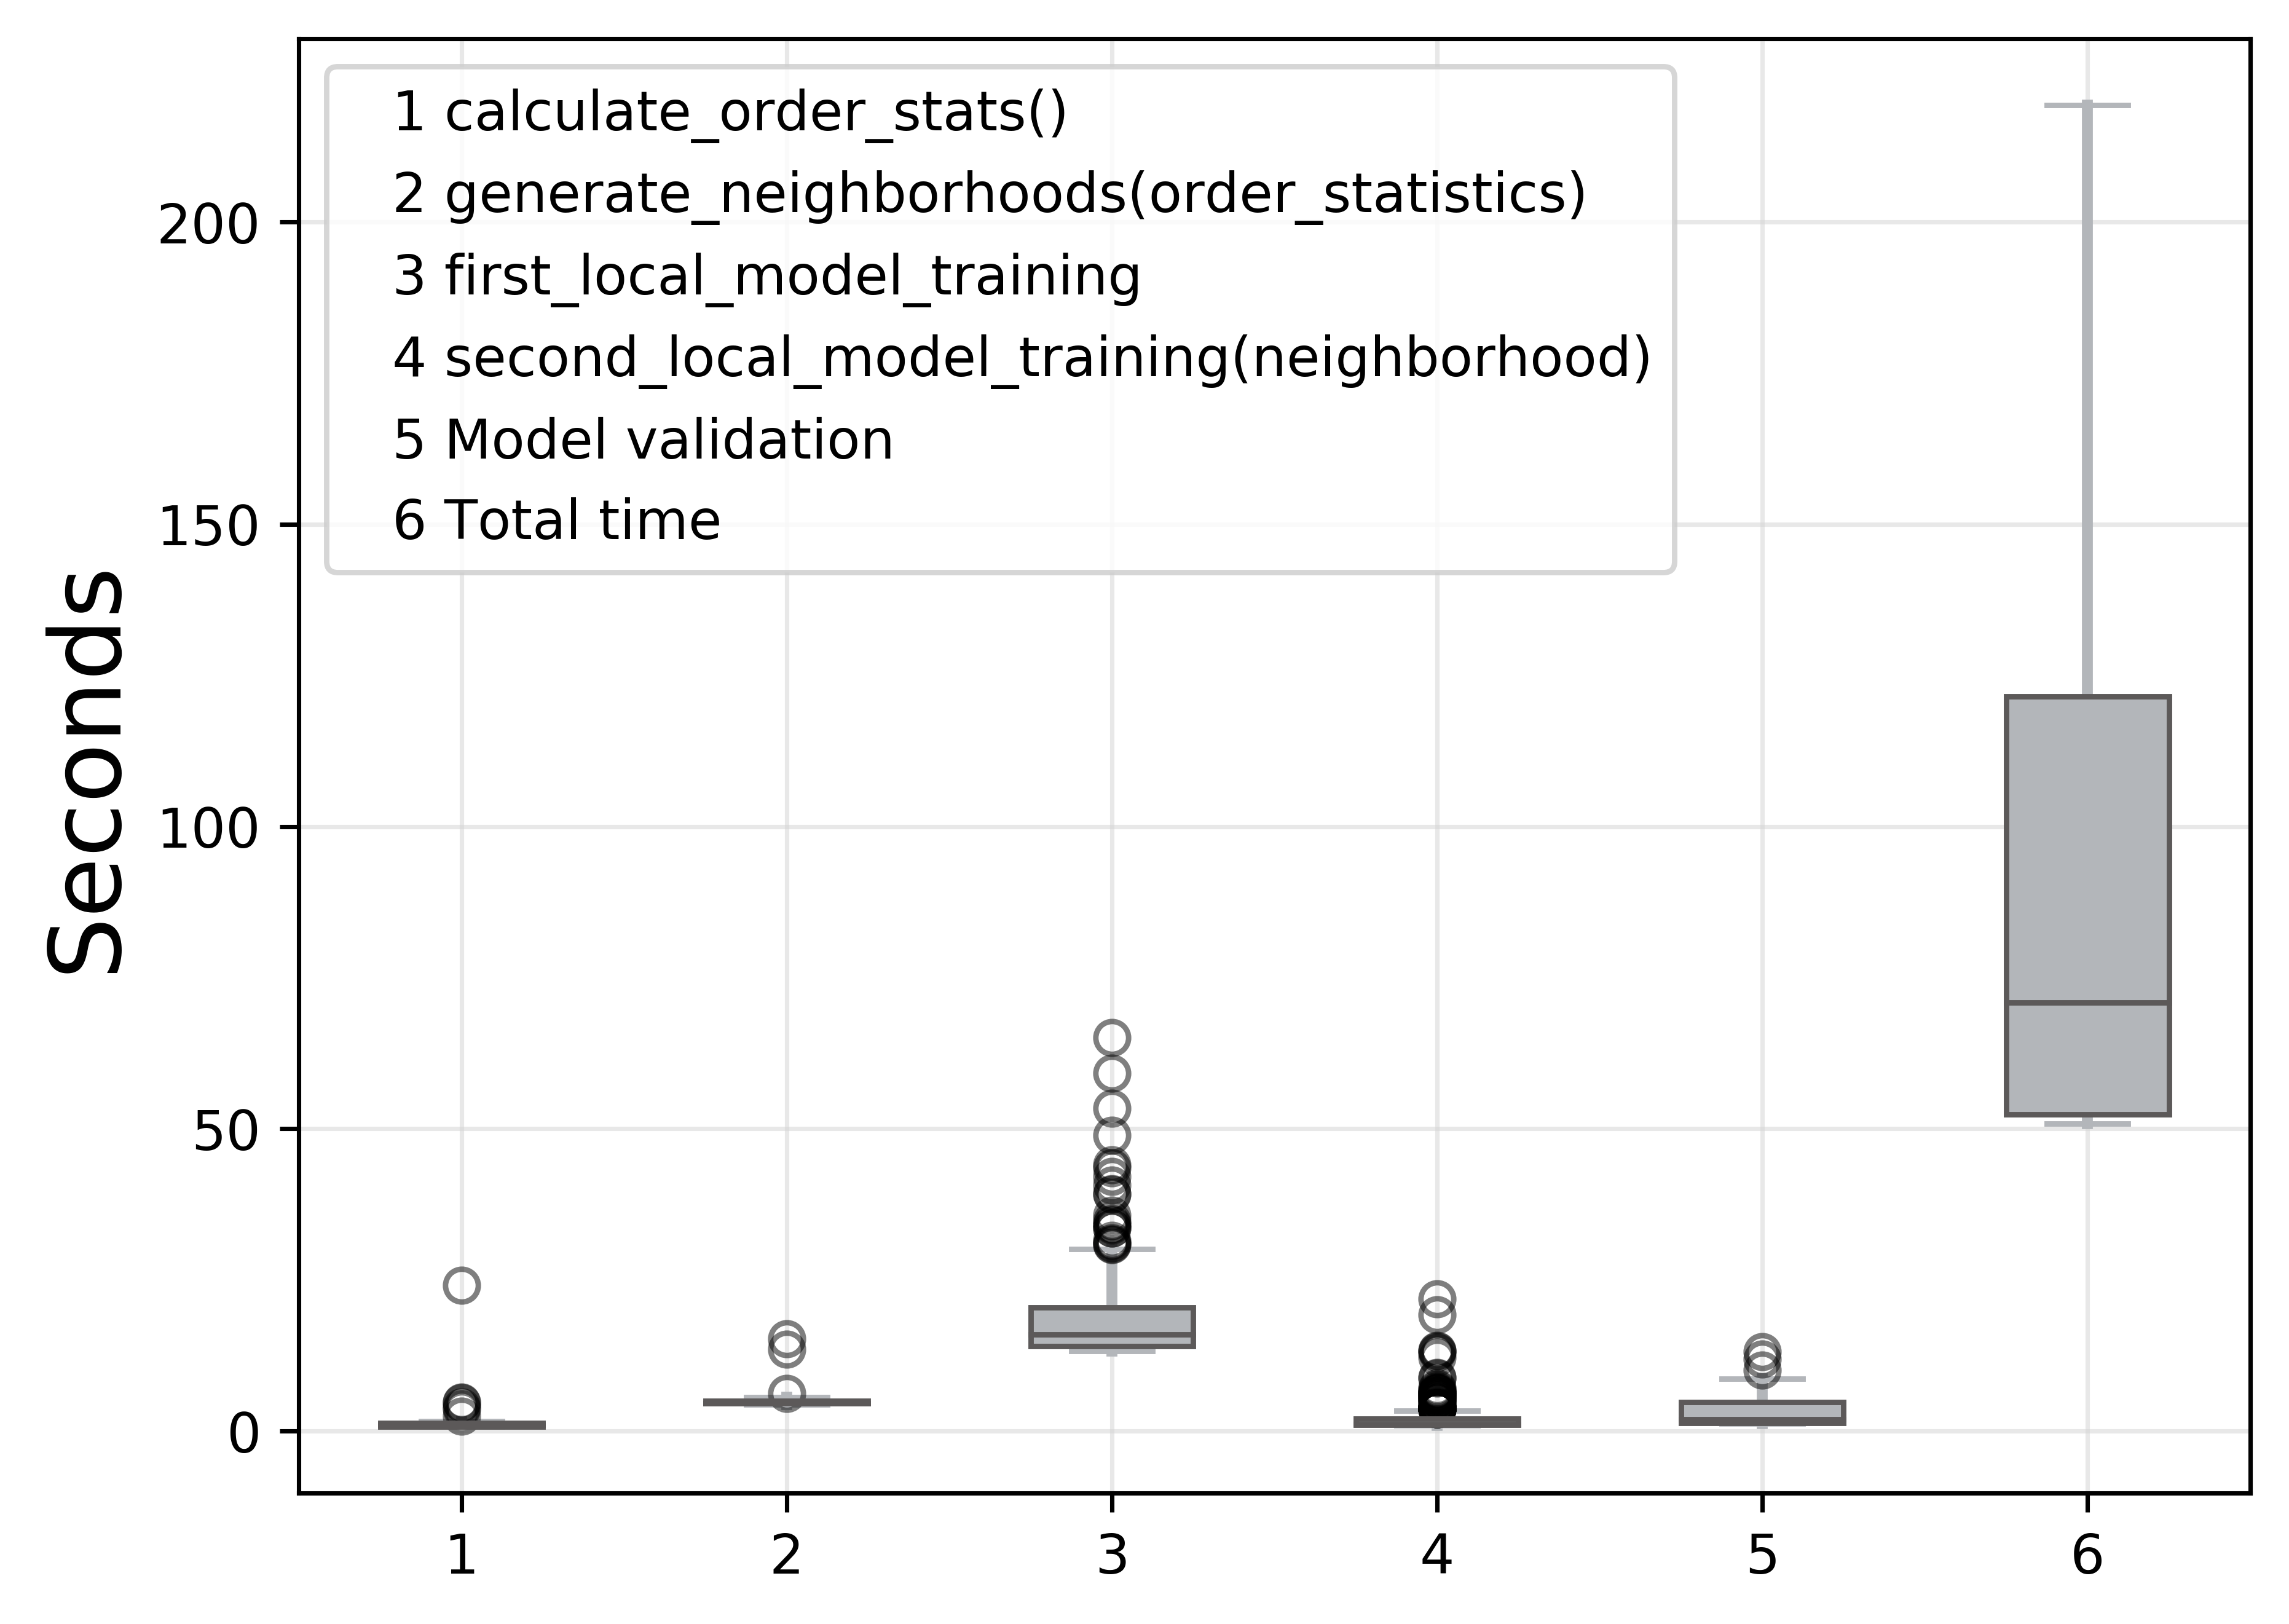 1 calculate_order_stats()
2 generate_neighborhoods(order_statistics)
3 first_local_model_training
4 second_local_model_training(neighborhood)
5 Model validation
6 Total time
Seconds
200
150
100
50
0
1 2 3 4 5 6